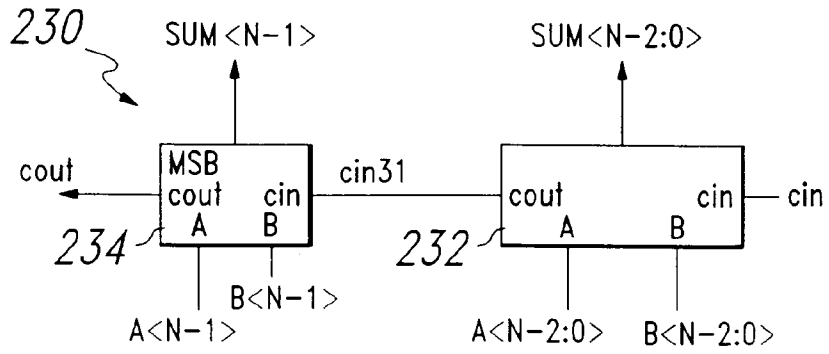 230
SUM<N-1>
SUM<N-2:0>
MSB
cout
cout
cin
cin31
cout
cin
cin
A
B
A
B
234
232
B<N-1>
A<N-1>
A<N-2:0>
B<N-2:0>